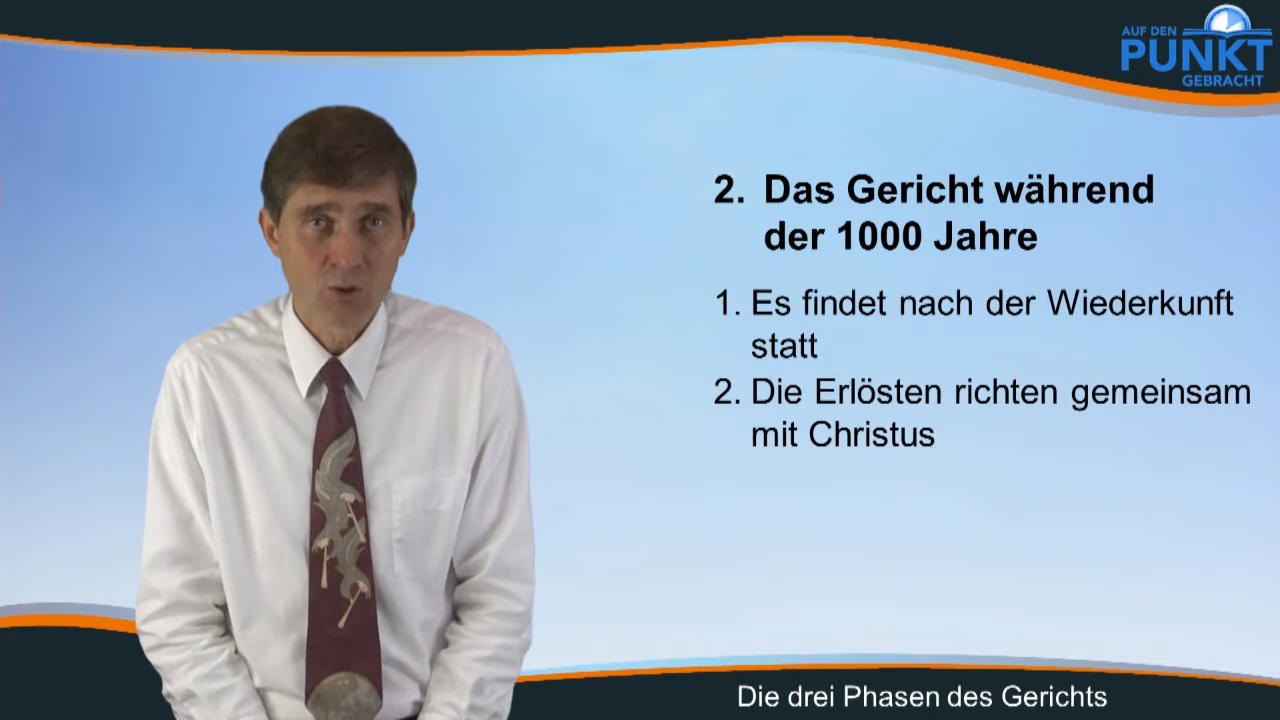 AUF DEN
PUNKT
GEBRACHT
2. Das Gericht während
der 1000 Jahre
1. Es findet nach der Wiederkunft
statt
2. Die Erlösten richten gemeinsam
mit Christus
Die drei Phasen des Gerichts